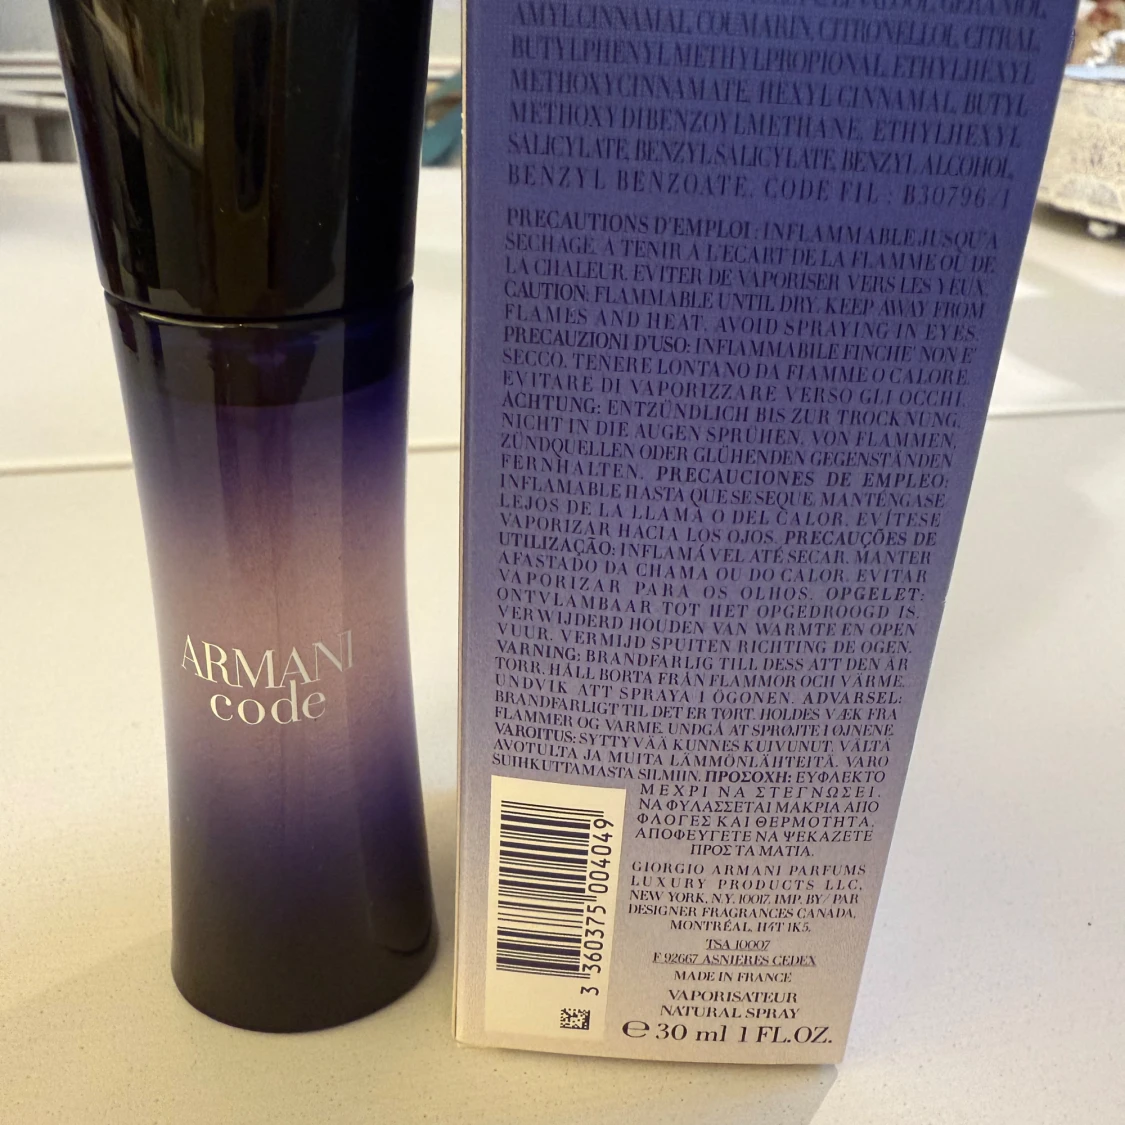 ARMANI
code
GERANIOL,
AMYL CINNAMAL, COUMARIN, CITRONELLOL, CITRAL,
BUTYLPHENYL METHYLPROPIONAL, ETHYLHEXYL
METHOXYCINNAMATE, HEXYL CINNAMAL, BUTYL
METHOXYDIBENZOYLMETHANE, ETHYLHEXYL
SALICYLATE, BENZYL SALICYLATE, BENZYL ALCOHOL,
BENZYL BENZOATE. CODE FIL : B30796/1
PRECAUTIONS D'EMPLOI: INFLAMMABLE JUSQU'A
SECHAGE. A TENIR A L'ECART DE LA FLAMME OU DE
LA CHALEUR. EVITER DE VAPORISER VERS LES YEUX.
CAUTION: FLAMMABLE UNTIL DRY. KEEP AWAY FROM
FLAMES AND HEAT. AVOID SPRAYING IN EYES.
PRECAUZIONI D'USO: INFIAMMABILE FINCHE' NON E'
SECCO. TENERE LONTANO DA FIAMME O CALORE.
EVITARE DI VAPORIZZARE VERSO GLI OCCHI.
ACHTUNG: ENTZÜNDLICH BIS ZUR TROCKNUNG.
NICHT IN DIE AUGEN SPRÜHEN. VON FLAMMEN,
ZÜNDQUELLEN ODER GLÜHENDEN GEGENSTÄNDEN
FERNHALTEN. PRECAUCIONES DE EMPLEO:
INFLAMABLE HASTA QUE SE SEQUE. MANTÉNGASE
LEJOS DE LA LLAMA O DEL CALOR. EVÍTESE
VAPORIZAR HACIA LOS OJOS. PRECAUÇÕES DE
UTILIZAÇÃO: INFLAMÁVEL ATÉ SECAR. MANTER
AFASTADO DA CHAMA OU DO CALOR. EVITAR
VAPORIZAR PARA OS OLHOS. OPGELET:
ONTVLAMBAAR TOT HET OPGEDROOGD IS.
VERWIJDERD HOUDEN VAN WARMTE EN OPEN
VUUR. VERMIJD SPUITEN RICHTING DE OGEN.
VARNING: BRANDFARLIG TILL DESS ATT DEN ÄR
TORR. HÅLL BORTA FRÅN FLAMMOR OCH VÄRME.
UNDVIK ATT SPRAYA I ÖGONEN. ADVARSEL:
BRANDFARLIGT TIL DET ER TØRT. HOLDES VÆK FRA
FLAMMER OG VARME. UNDGÅ AT SPRØJTE I ØJNENE.
VAROITUS: SYTTYVÄÄ KUNNES KUIVUNUT. VÄLTÄ
AVOTULTA JA MUITA LÄMMÖNLÄHTEITÄ. VARO
SUIHKUTTAMASTA SILMIIN. ΠΡΟΣΟΧΗ: ΕΥΦΛΕΚΤΟ
ΜΕΧΡΙ ΝΑ ΣΤΕΓΝΩΣΕΙ.
ΝΑ ΦΥΛΑΣΣΕΤΑΙ ΜΑΚΡΙΑ ΑΠΟ
ΦΛΟΓΕΣ ΚΑΙ ΘΕΡΜΟΤΗΤΑ.
ΑΠΟΦΕΥΓΕΤΕ ΝΑ ΨΕΚΑΖΕΤΕ
ΠΡΟΣ ΤΑ ΜΑΤΙΑ.
GIORGIO ARMANI PARFUMS
LUXURY PRODUCTS LLC,
NEW YORK, N.Y. 10017. IMP. BY / PAR
DESIGNER FRAGRANCES CANADA,
MONTRÉAL, H4T 1K5.
TSA 10007
F 92667 ASNIERES CEDEX
MADE IN FRANCE
VAPORISATEUR
NATURAL SPRAY
℮ 30 ml 1 FL.OZ.
3 360375 004049